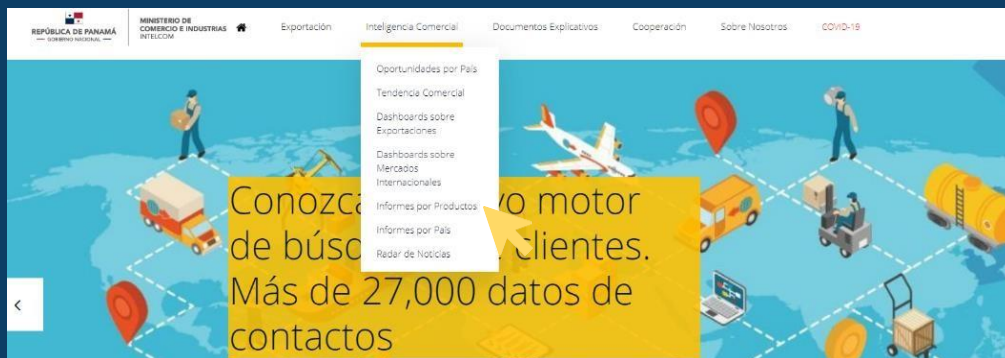 REPÚBLICA DE PANAMÁ
— GOBIERNO NACIONAL —
MINISTERIO DE
COMERCIO E INDUSTRIAS
INTELCOM
Exportación
Inteligencia Comercial
Documentos Explicativos
Cooperación
Sobre Nosotros
COVID-19
Oportunidades por País
Tendencia Comercial
Dashboards sobre
Exportaciones
Dashboards sobre
Mercados
Internacionales
Informes por Productos
Informes por País
Radar de Noticias
Conozca vo motor
de búsq clientes.
Más de 27,000 datos de
contactos